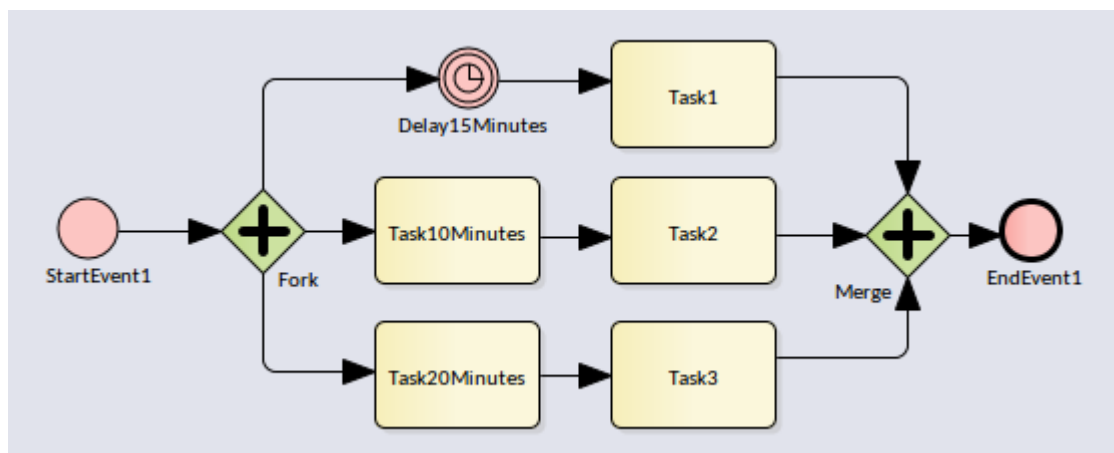 Task1
Delay15Minutes
Task10Minutes
Task2
StartEvent1
Fork
Merge
EndEvent1
Task20Minutes
Task3